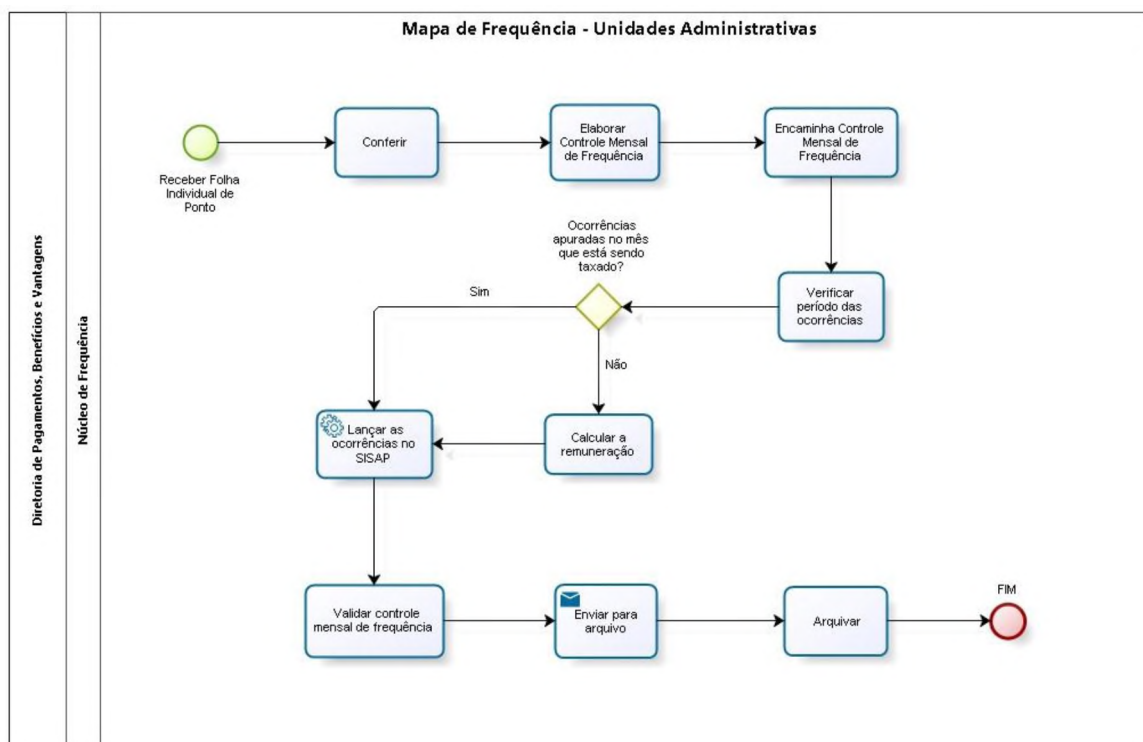 Mapa de Frequência - Unidades Administrativas
Diretoria de Pagamentos, Benefícios e Vantagens
Núcleo de Frequência
Receber Folha
Individual de
Ponto
Conferir
Elaborar
Controle Mensal
de Frequência
Encaminha Controle
Mensal de
Frequência
Verificar
período das
ocorrências
Ocorrências
apuradas no mês
que está sendo
taxado?
Sim
Não
Calcular a
remuneração
Lançar as
ocorrências no
SISAP
Validar controle
mensal de frequência
Enviar para
arquivo
Arquivar
FIM